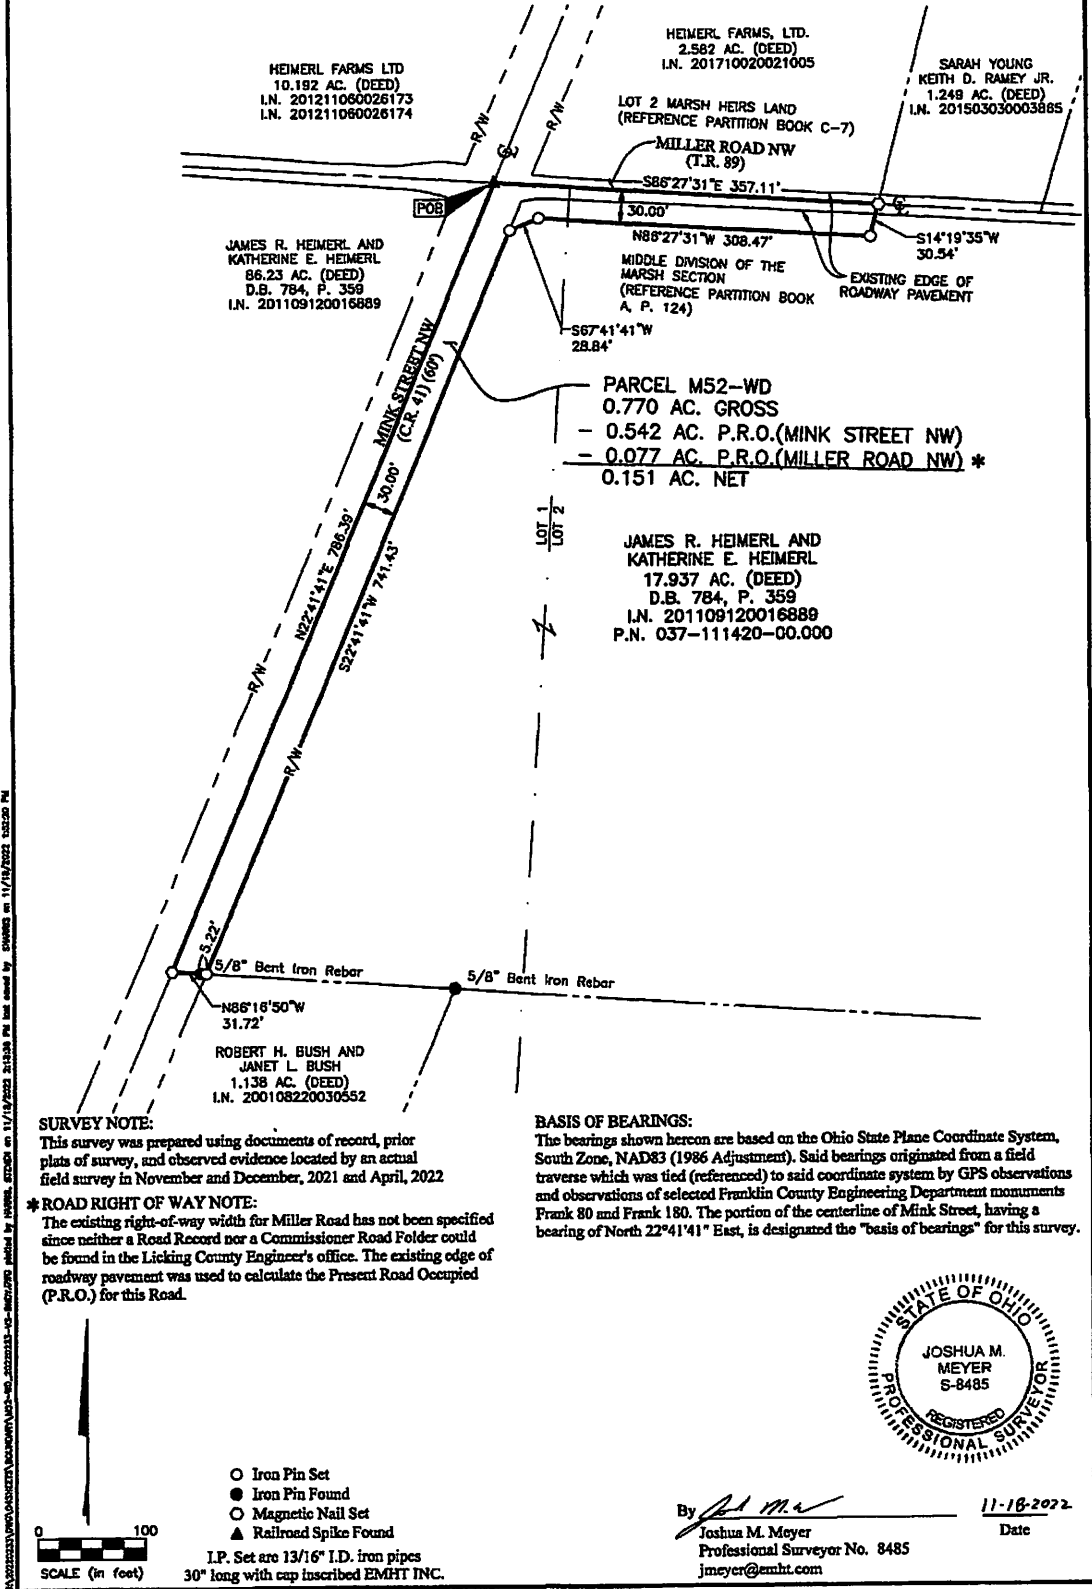 HEIMERL FARMS LTD
10.192 AC. (DEED)
I.N. 201211060026173
I.N. 201211060026174
HEIMERL FARMS, LTD.
2.582 AC. (DEED)
I.N. 201710020021005
SARAH YOUNG
KEITH D. RAMEY JR.
1.249 AC. (DEED)
I.N. 201503030003865
LOT 2 MARSH HEIRS LAND
(REFERENCE PARTITION BOOK C-7)
R/W
R/W
MILLER ROAD NW
(T.R. 89)
S86°27'31"E 357.11'
POB
30.00'
N86°27'31"W 308.47'
S14°19'35"W
30.54'
JAMES R. HEIMERL AND
KATHERINE E. HEIMERL
86.23 AC. (DEED)
D.B. 784, P. 359
I.N. 201109120016889
MIDDLE DIVISION OF THE
MARSH SECTION
(REFERENCE PARTITION BOOK
A, P. 124)
EXISTING EDGE OF
ROADWAY PAVEMENT
S67°41'41"W
28.84'
MINK STREET NW
(C.R. 41) (60')
PARCEL M52-WD
0.770 AC. GROSS
- 0.542 AC. P.R.O.(MINK STREET NW)
- 0.077 AC. P.R.O.(MILLER ROAD NW) *
0.151 AC. NET
30.00'
LOT 1
LOT 2
N22°41'41"E 786.39'
S22°41'41"W 741.43'
JAMES R. HEIMERL AND
KATHERINE E. HEIMERL
17.937 AC. (DEED)
D.B. 784, P. 359
I.N. 201109120016889
P.N. 037-111420-00.000
R/W
R/W
5.22'
5/8" Bent Iron Rebar
5/8" Bent Iron Rebar
N86°16'50"W
31.72'
ROBERT H. BUSH AND
JANET L. BUSH
1.138 AC. (DEED)
I.N. 200108220030552
SURVEY NOTE:
This survey was prepared using documents of record, prior
plats of survey, and observed evidence located by an actual
field survey in November and December, 2021 and April, 2022
*ROAD RIGHT OF WAY NOTE:
The existing right-of-way width for Miller Road has not been specified
since neither a Road Record nor a Commissioner Road Folder could
be found in the Licking County Engineer's office. The existing edge of
roadway pavement was used to calculate the Present Road Occupied
(P.R.O.) for this Road.
BASIS OF BEARINGS:
The bearings shown hereon are based on the Ohio State Plane Coordinate System,
South Zone, NAD83 (1986 Adjustment). Said bearings originated from a field
traverse which was tied (referenced) to said coordinate system by GPS observations
and observations of selected Franklin County Engineering Department monuments
Frank 80 and Frank 180. The portion of the centerline of Mink Street, having a
bearing of North 22°41'41" East, is designated the "basis of bearings" for this survey.
STATE OF OHIO
JOSHUA M.
MEYER
S-8485
REGISTERED
PROFESSIONAL SURVEYOR
Iron Pin Set
Iron Pin Found
Magnetic Nail Set
Railroad Spike Found
I.P. Set are 13/16" I.D. iron pipes
30" long with cap inscribed EMHT INC.
0 100
SCALE (in feet)
By
Joshua M. Meyer
Professional Surveyor No. 8485
jmeyer@emht.com
11-18-2022
Date